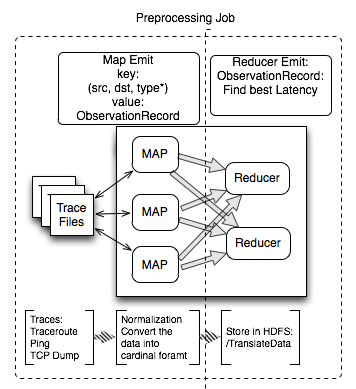 Preprocessing Job
Map Emit
key:
(src, dst, type*)
value:
ObservationRecord
Reducer Emit:
ObservationRecord:
Find best Latency
MAP
MAP
MAP
Reducer
Reducer
Trace
Files
Traces:
Traceroute
Ping
TCP Dump
Normalization
Convert the
data into
cardinal foramt
Store in HDFS:
/TranslateData